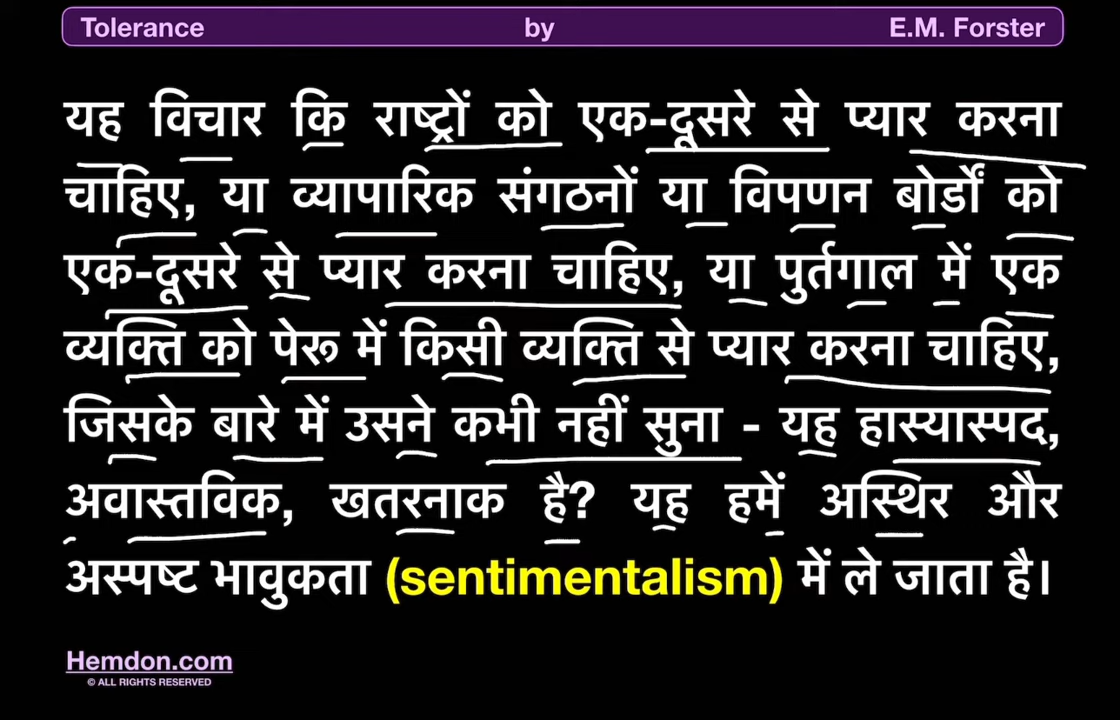 Tolerance by E.M. Forster
यह विचार कि राष्ट्रों को एक-दूसरे से प्यार करना
चाहिए, या व्यापारिक संगठनों या विपणन बोर्डों को
एक-दूसरे से प्यार करना चाहिए, या पुर्तगाल में एक
व्यक्ति को पेरू में किसी व्यक्ति से प्यार करना चाहिए,
जिसके बारे में उसने कभी नहीं सुना - यह हास्यास्पद,
अवास्तविक, खतरनाक है? यह हमें अस्थिर और
अस्पष्ट भावुकता (sentimentalism) में ले जाता है।
Hemdon.com
© ALL RIGHTS RESERVED